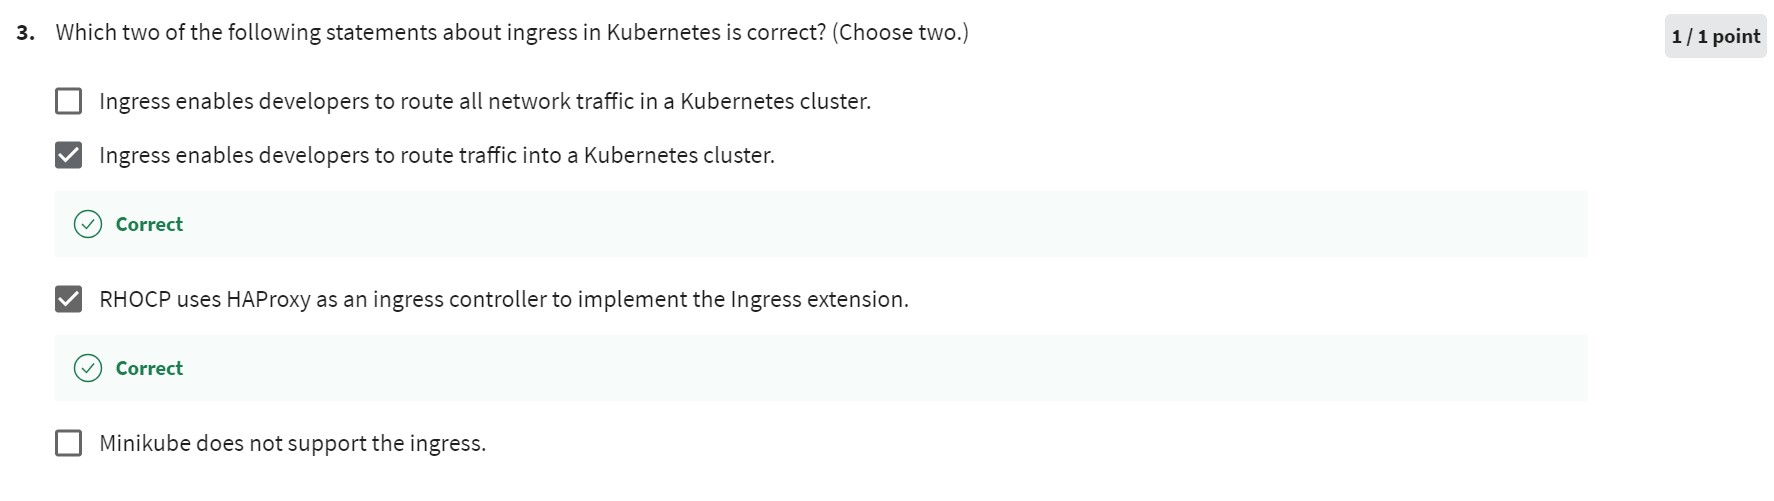 3. Which two of the following statements about ingress in Kubernetes is correct? (Choose two.)
1 / 1 point
Ingress enables developers to route all network traffic in a Kubernetes cluster.
Ingress enables developers to route traffic into a Kubernetes cluster.
Correct
RHOCP uses HAProxy as an ingress controller to implement the Ingress extension.
Correct
Minikube does not support the ingress.